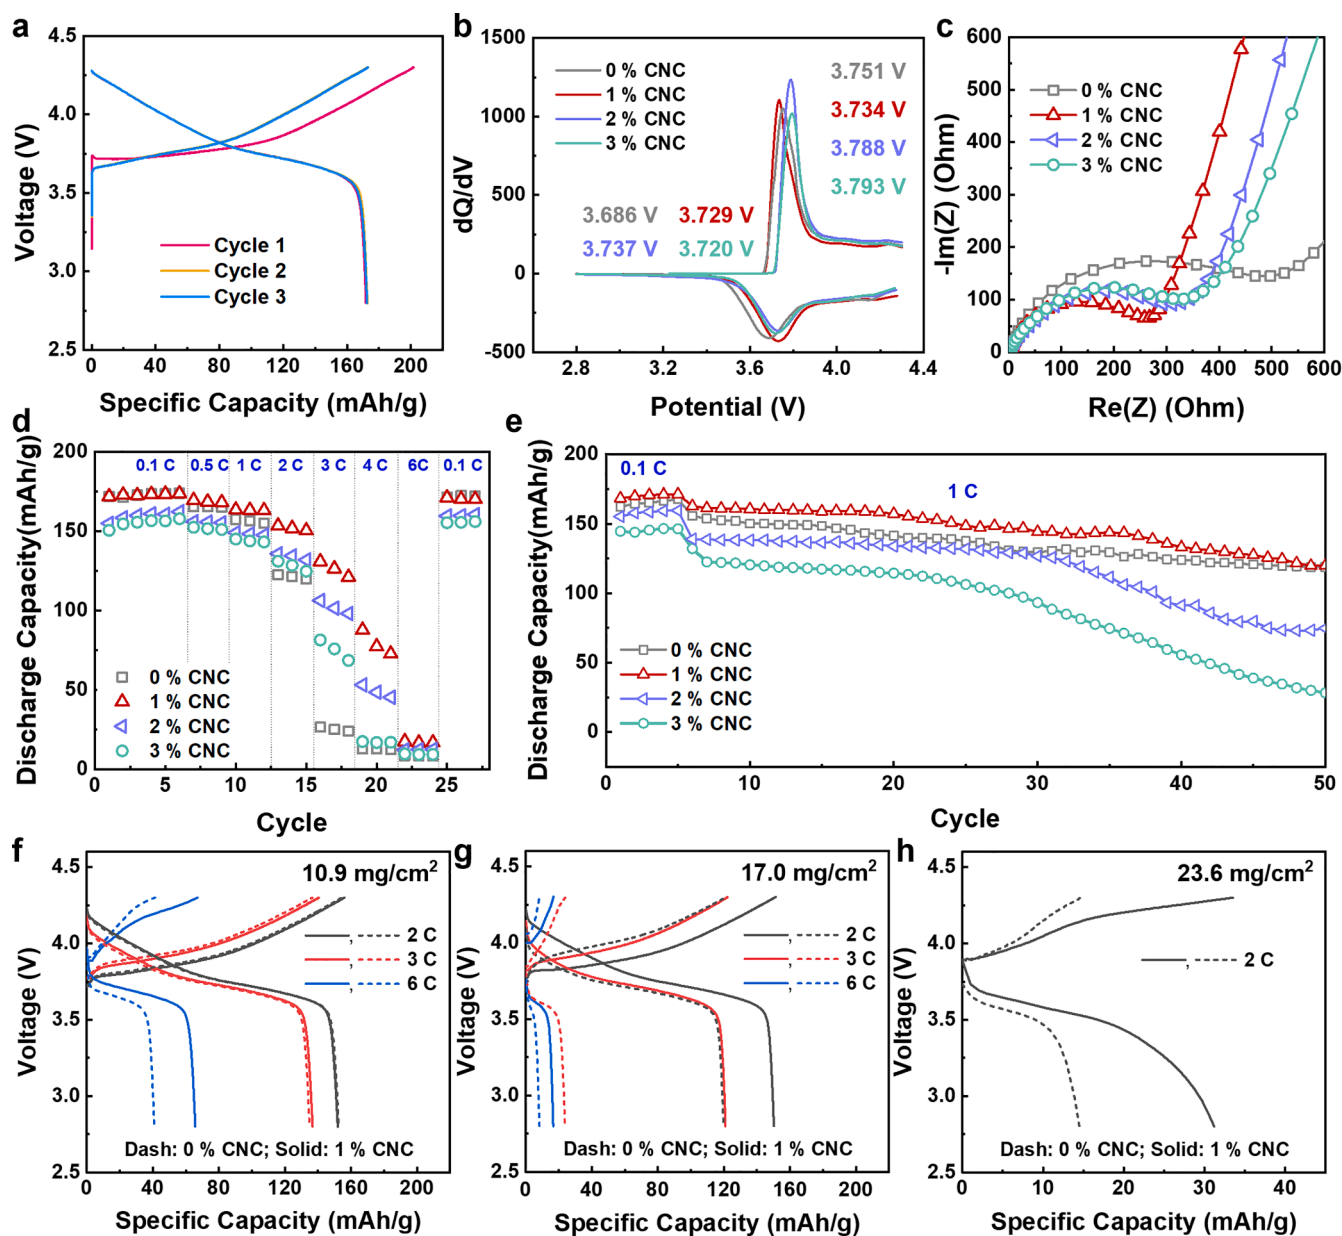 a
4.5
4.0
3.5
3.0
2.5
Voltage (V)
Cycle 1
Cycle 2
Cycle 3
0 40 80 120 160 200
Specific Capacity (mAh/g)
b
1500
1000
500
0
-500
dQ/dV
0 % CNC
1 % CNC
2 % CNC
3 % CNC
3.751 V
3.734 V
3.788 V
3.793 V
3.686 V 3.729 V
3.737 V 3.720 V
2.8 3.6 4.4
Potential (V)
c
600
500
400
300
200
100
0
-Im(Z) (Ohm)
0 % CNC
1 % CNC
2 % CNC
3 % CNC
0 100 200 300 400 500 600
Re(Z) (Ohm)
d
200
150
100
50
0
Discharge Capacity(mAh/g)
0.1 C 0.5 C 1 C 2 C 3 C 4 C 6C 0.1 C
0 % CNC
1 % CNC
2 % CNC
3 % CNC
0 5 10 15 20 25
Cycle
e
200
150
100
50
0
Discharge Capacity(mAh/g)
0.1 C
1 C
0 % CNC
1 % CNC
2 % CNC
3 % CNC
0 10 20 30 40 50
Cycle
f
4.5
4.0
3.5
3.0
2.5
Voltage (V)
10.9 mg/cm²
, 2 C
, 3 C
, 6 C
Dash: 0 % CNC; Solid: 1 % CNC
0 40 80 120 160 200
Specific Capacity (mAh/g)
g
4.5
4.0
3.5
3.0
2.5
Voltage (V)
17.0 mg/cm²
, 2 C
, 3 C
, 6 C
Dash: 0 % CNC; Solid: 1 % CNC
0 40 80 120 160 200
Specific Capacity (mAh/g)
h
4.5
4.0
3.5
3.0
2.5
Voltage (V)
23.6 mg/cm²
, 2 C
Dash: 0 % CNC; Solid: 1 % CNC
0 10 20 30 40
Specific Capacity (mAh/g)